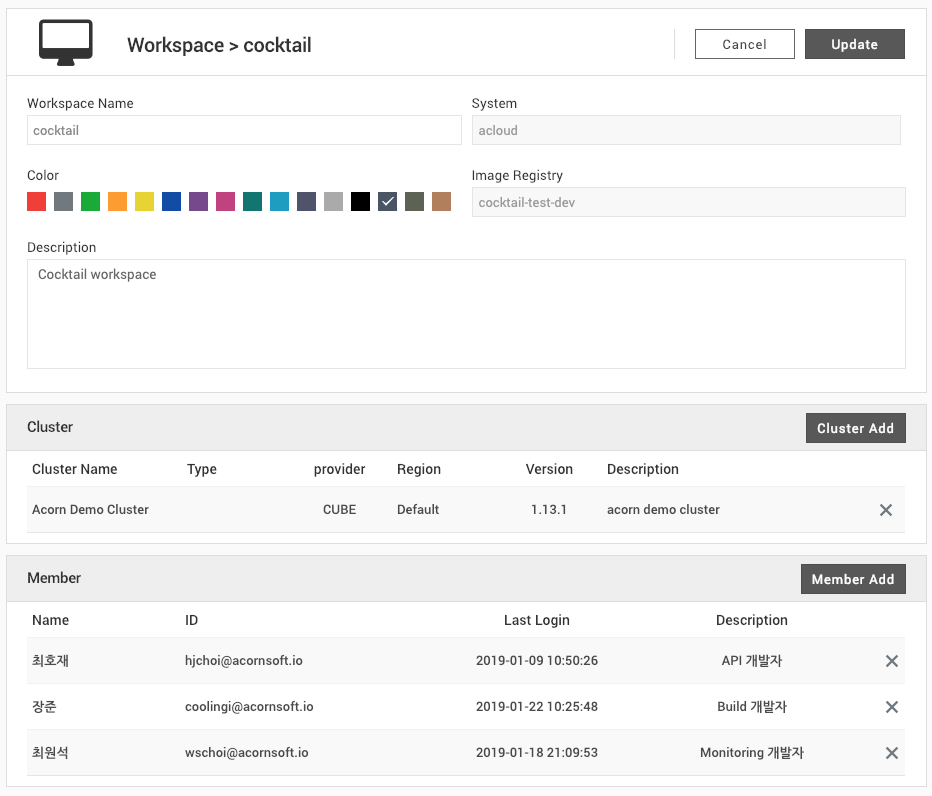 Workspace > cocktail
Cancel
Update
Workspace Name
System
cocktail
acloud
Color
Image Registry
cocktail-test-dev
Description
Cocktail workspace
Cluster
Cluster Add
Cluster Name Type provider Region Version Description
Acorn Demo Cluster CUBE Default 1.13.1 acorn demo cluster
Member
Member Add
Name ID Last Login Description
최호재 hjchoi@acornsoft.io 2019-01-09 10:50:26 API 개발자
장준 coolingi@acornsoft.io 2019-01-22 10:25:48 Build 개발자
최원석 wschoi@acornsoft.io 2019-01-18 21:09:53 Monitoring 개발자